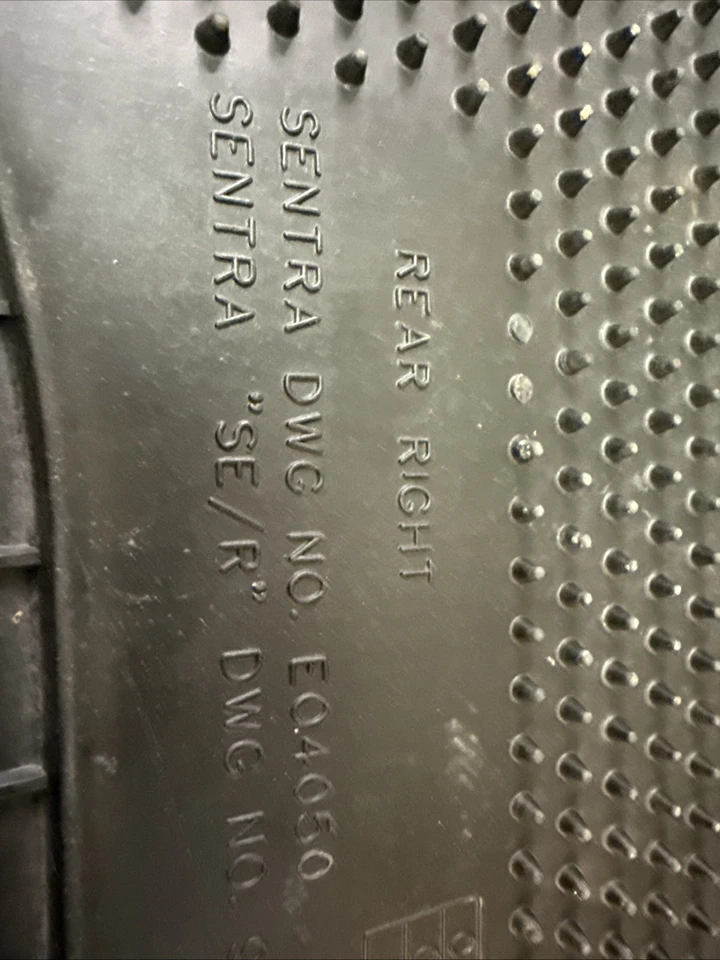 REAR RIGHT
SENTRA DWG NO. E04050
SENTRA "SE/R" DWG NO.